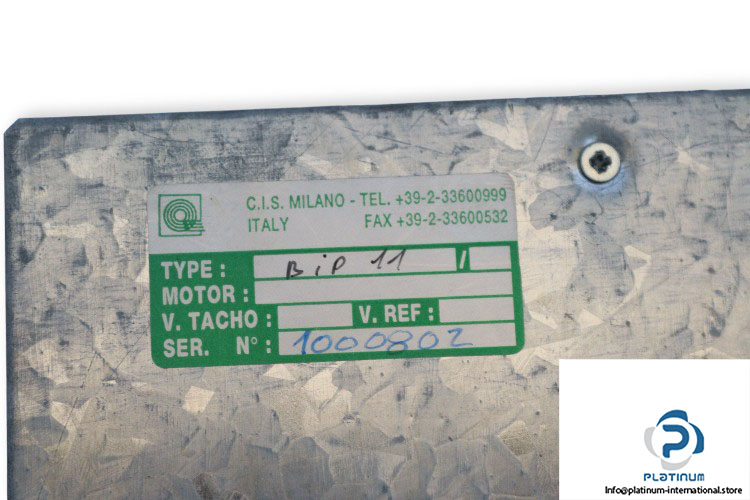 C.I.S. MILANO - TEL. +39-2-33600999
ITALY FAX +39-2-33600532
TYPE : BiP 11 /
MOTOR :
V. TACHO : V. REF :
SER. N° : 1000802
PLATINUM
Info@platinum-international.store